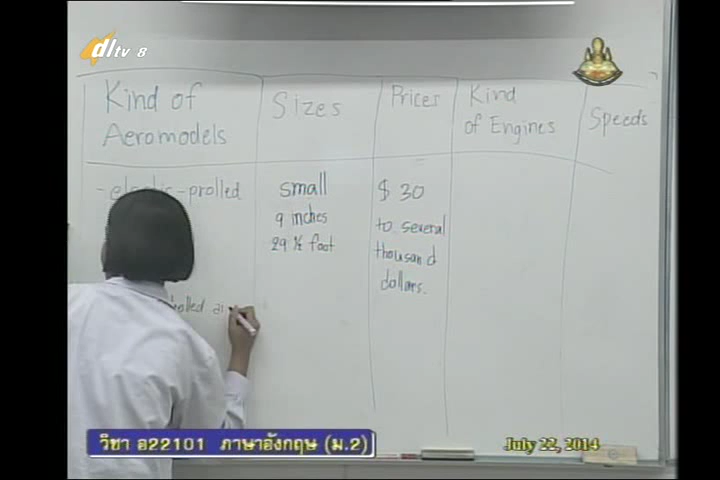 dltv 8
Kind of
Aeromodels
Sizes
Prices
Kind
of Engines
Speeds
-prolled
small
9 inches
29 ½ foot
$ 30
to several
thousand
dollars.
วิชา อ22101 ภาษาอังกฤษ (ม.2)
July 22, 2014